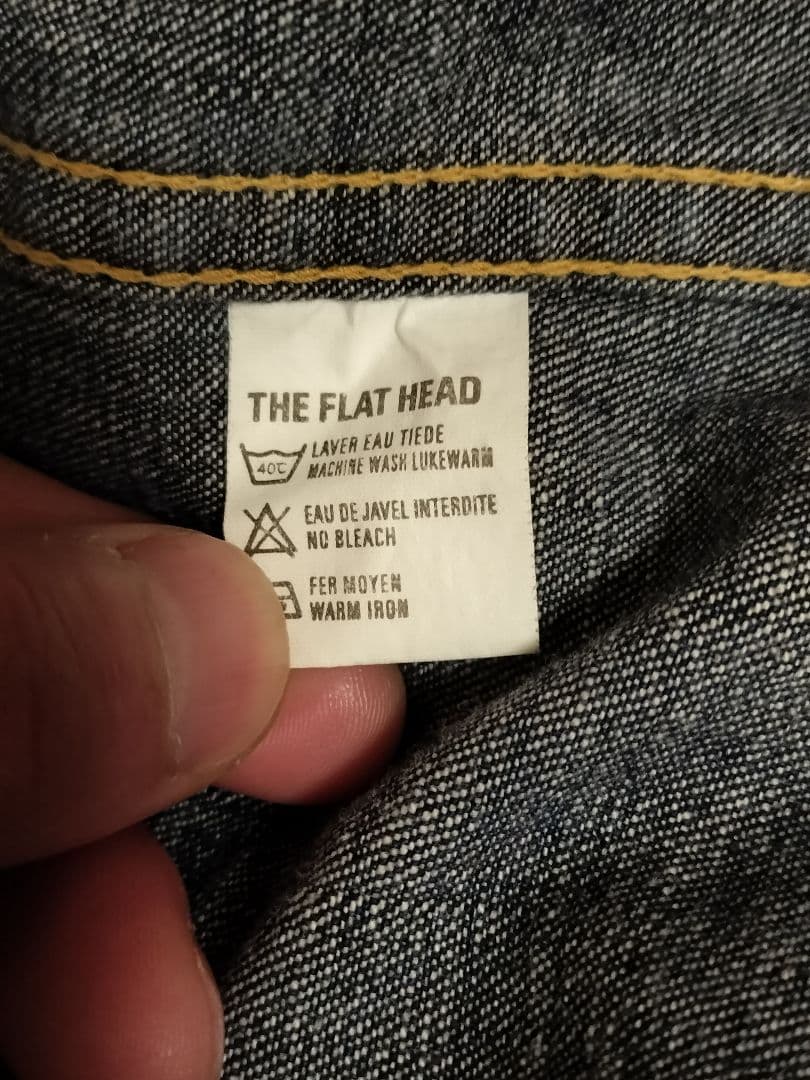 THE FLAT HEAD
40C
LAVER EAU TIEDE
MACHINE WASH LUKEWARM
EAU DE JAVEL INTERDITE
NO BLEACH
FER MOYEN
WARM IRON